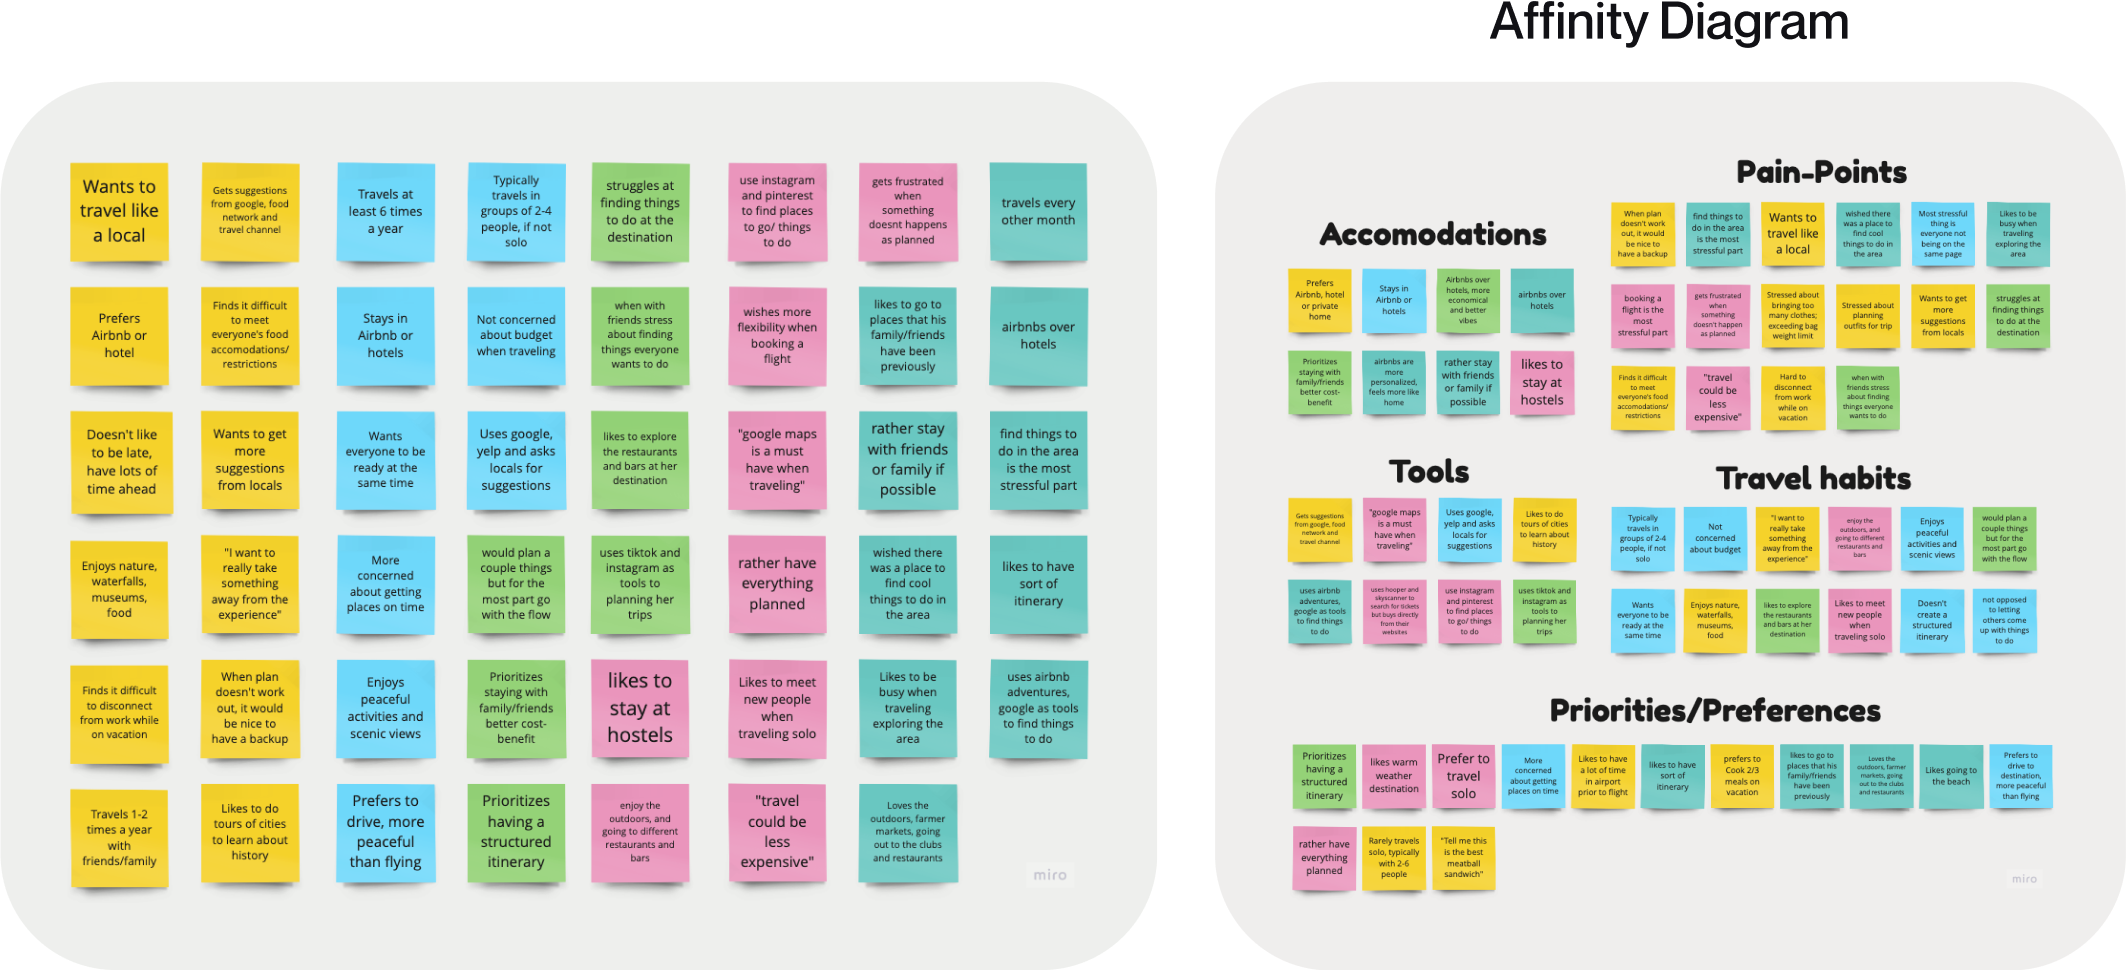 Affinity Diagram
Wants to
travel like
a local
Gets suggestions
from google, food
network and
travel channel
Travels at
least 6 times
a year
Typically
travels in
groups of 2-4
people, if not
solo
struggles at
finding things
to do at the
destination
use instagram
and pinterest
to find places
to go/ things
to do
gets frustrated
when
something
doesnt happens
as planned
travels every
other month
Prefers
Airbnb or
hotel
Finds it difficult
to meet
everyone's food
accomodations/
restrictions
Stays in
Airbnb or
hotels
Not concerned
about budget
when traveling
when with
friends stress
about finding
things everyone
wants to do
wishes more
flexibility when
booking a
flight
likes to go to
places that his
family/friends
have been
previously
airbnbs over
hotels
Doesn't like
to be late,
have lots of
time ahead
Wants to get
more
suggestions
from locals
Wants
everyone to be
ready at the
same time
Uses google,
yelp and asks
locals for
suggestions
likes to explore
the restaurants
and bars at her
destination
"google maps
is a must
have when
traveling"
rather stay
with friends
or family if
possible
find things to
do in the area
is the most
stressful part
Enjoys nature,
waterfalls,
museums,
food
"I want to
really take
something
away from the
experience"
More
concerned
about getting
places on time
would plan a
couple things
but for the
most part go
with the flow
uses tiktok and
instagram as
tools to
planning her
trips
rather have
everything
planned
wished there
was a place to
find cool
things to do in
the area
likes to have
sort of
itinerary
Finds it difficult
to disconnect
from work while
on vacation
When plan
doesn't work
out, it would
be nice to
have a backup
Enjoys
peaceful
activities and
scenic views
Prioritizes
staying with
family/friends
better cost-
benefit
likes to
stay at
hostels
Likes to meet
new people
when
traveling solo
Likes to be
busy when
traveling
exploring the
area
uses airbnb
adventures,
google as tools
to find things
to do
Travels 1-2
times a year
with
friends/family
Likes to do
tours of cities
to learn about
history
Prefers to
drive, more
peaceful
than flying
Prioritizes
having a
structured
itinerary
enjoy the
outdoors, and
going to different
restaurants and
bars
"travel
could be
less
expensive"
Loves the
outdoors, farmer
markets, going
out to the clubs
and restaurants
miro
Accomodations
Prefers
Airbnb, hotel
or private
home
Stays in
Airbnb or
hotels
Airbnbs over
hotels, more
economical
and better
vibes
airbnbs over
hotels
Prioritizes
staying with
family/friends
better cost-
benefit
airbnbs are
more
personalized,
feels more like
home
rather stay
with friends
or family if
possible
likes to
stay at
hostels
Pain-Points
When plan
doesn't work
out, it would
be nice to
have a backup
find things to
do in the area
is the most
stressful part
Wants to
travel like
a local
wished there
was a place to
find cool
things to do in
the area
Most stressful
thing is
everyone not
being on the
same page
Likes to be
busy when
traveling
exploring the
area
booking a
flight is the
most
stressful part
gets frustrated
when
something
doesn't happen
as planned
Stressed about
bringing too
many clothes;
exceeding bag
weight limit
Stressed about
planning
outfits for trip
Wants to get
more
suggestions
from locals
struggles at
finding things
to do at the
destination
Finds it difficult
to meet
everyone's food
accomodations/
restrictions
"travel
could be
less
expensive"
Hard to
disconnect
from work
while on
vacation
when with
friends stress
about finding
things everyone
wants to do
Tools
Gets suggestions
from google, food
network and
travel channel
"google maps
is a must
have when
traveling"
Uses google,
yelp and asks
locals for
suggestions
Likes to do
tours of cities
to learn about
history
uses airbnb
adventures,
google as tools
to find things
to do
uses hooper and
skyscanner to
search for tickets
but buys directly
from their
websites
use instagram
and pinterest
to find places
to go/ things
to do
uses tiktok and
instagram as
tools to
planning her
trips
Travel habits
Typically
travels in
groups of 2-4
people, if not
solo
Not
concerned
about budget
"I want to
really take
something
away from the
experience"
enjoy the
outdoors, and
going to different
restaurants and
bars
Enjoys
peaceful
activities and
scenic views
would plan a
couple things
but for the
most part go
with the flow
Wants
everyone to be
ready at the
same time
Enjoys nature,
waterfalls,
museums,
food
likes to explore
the restaurants
and bars at her
destination
Likes to meet
new people
when
traveling solo
Doesn't
create a
structured
itinerary
not opposed
to letting
others come
up with things
to do
Priorities/Preferences
Prioritizes
having a
structured
itinerary
likes warm
weather
destination
Prefer to
travel
solo
More
concerned
about getting
places on time
Likes to have
a lot of time
in airport
prior to flight
likes to have
sort of
itinerary
prefers to
Cook 2/3
meals on
vacation
likes to go to
places that his
family/friends
have been
previously
Loves the
outdoors, farmer
markets, going
out to the clubs
and restaurants
Likes going to
the beach
Prefers to
drive to
destination,
more peaceful
than flying
rather have
everything
planned
Rarely travels
solo, typically
with 2-6
people
"Tell me this
is the best
meatball
sandwich"
miro